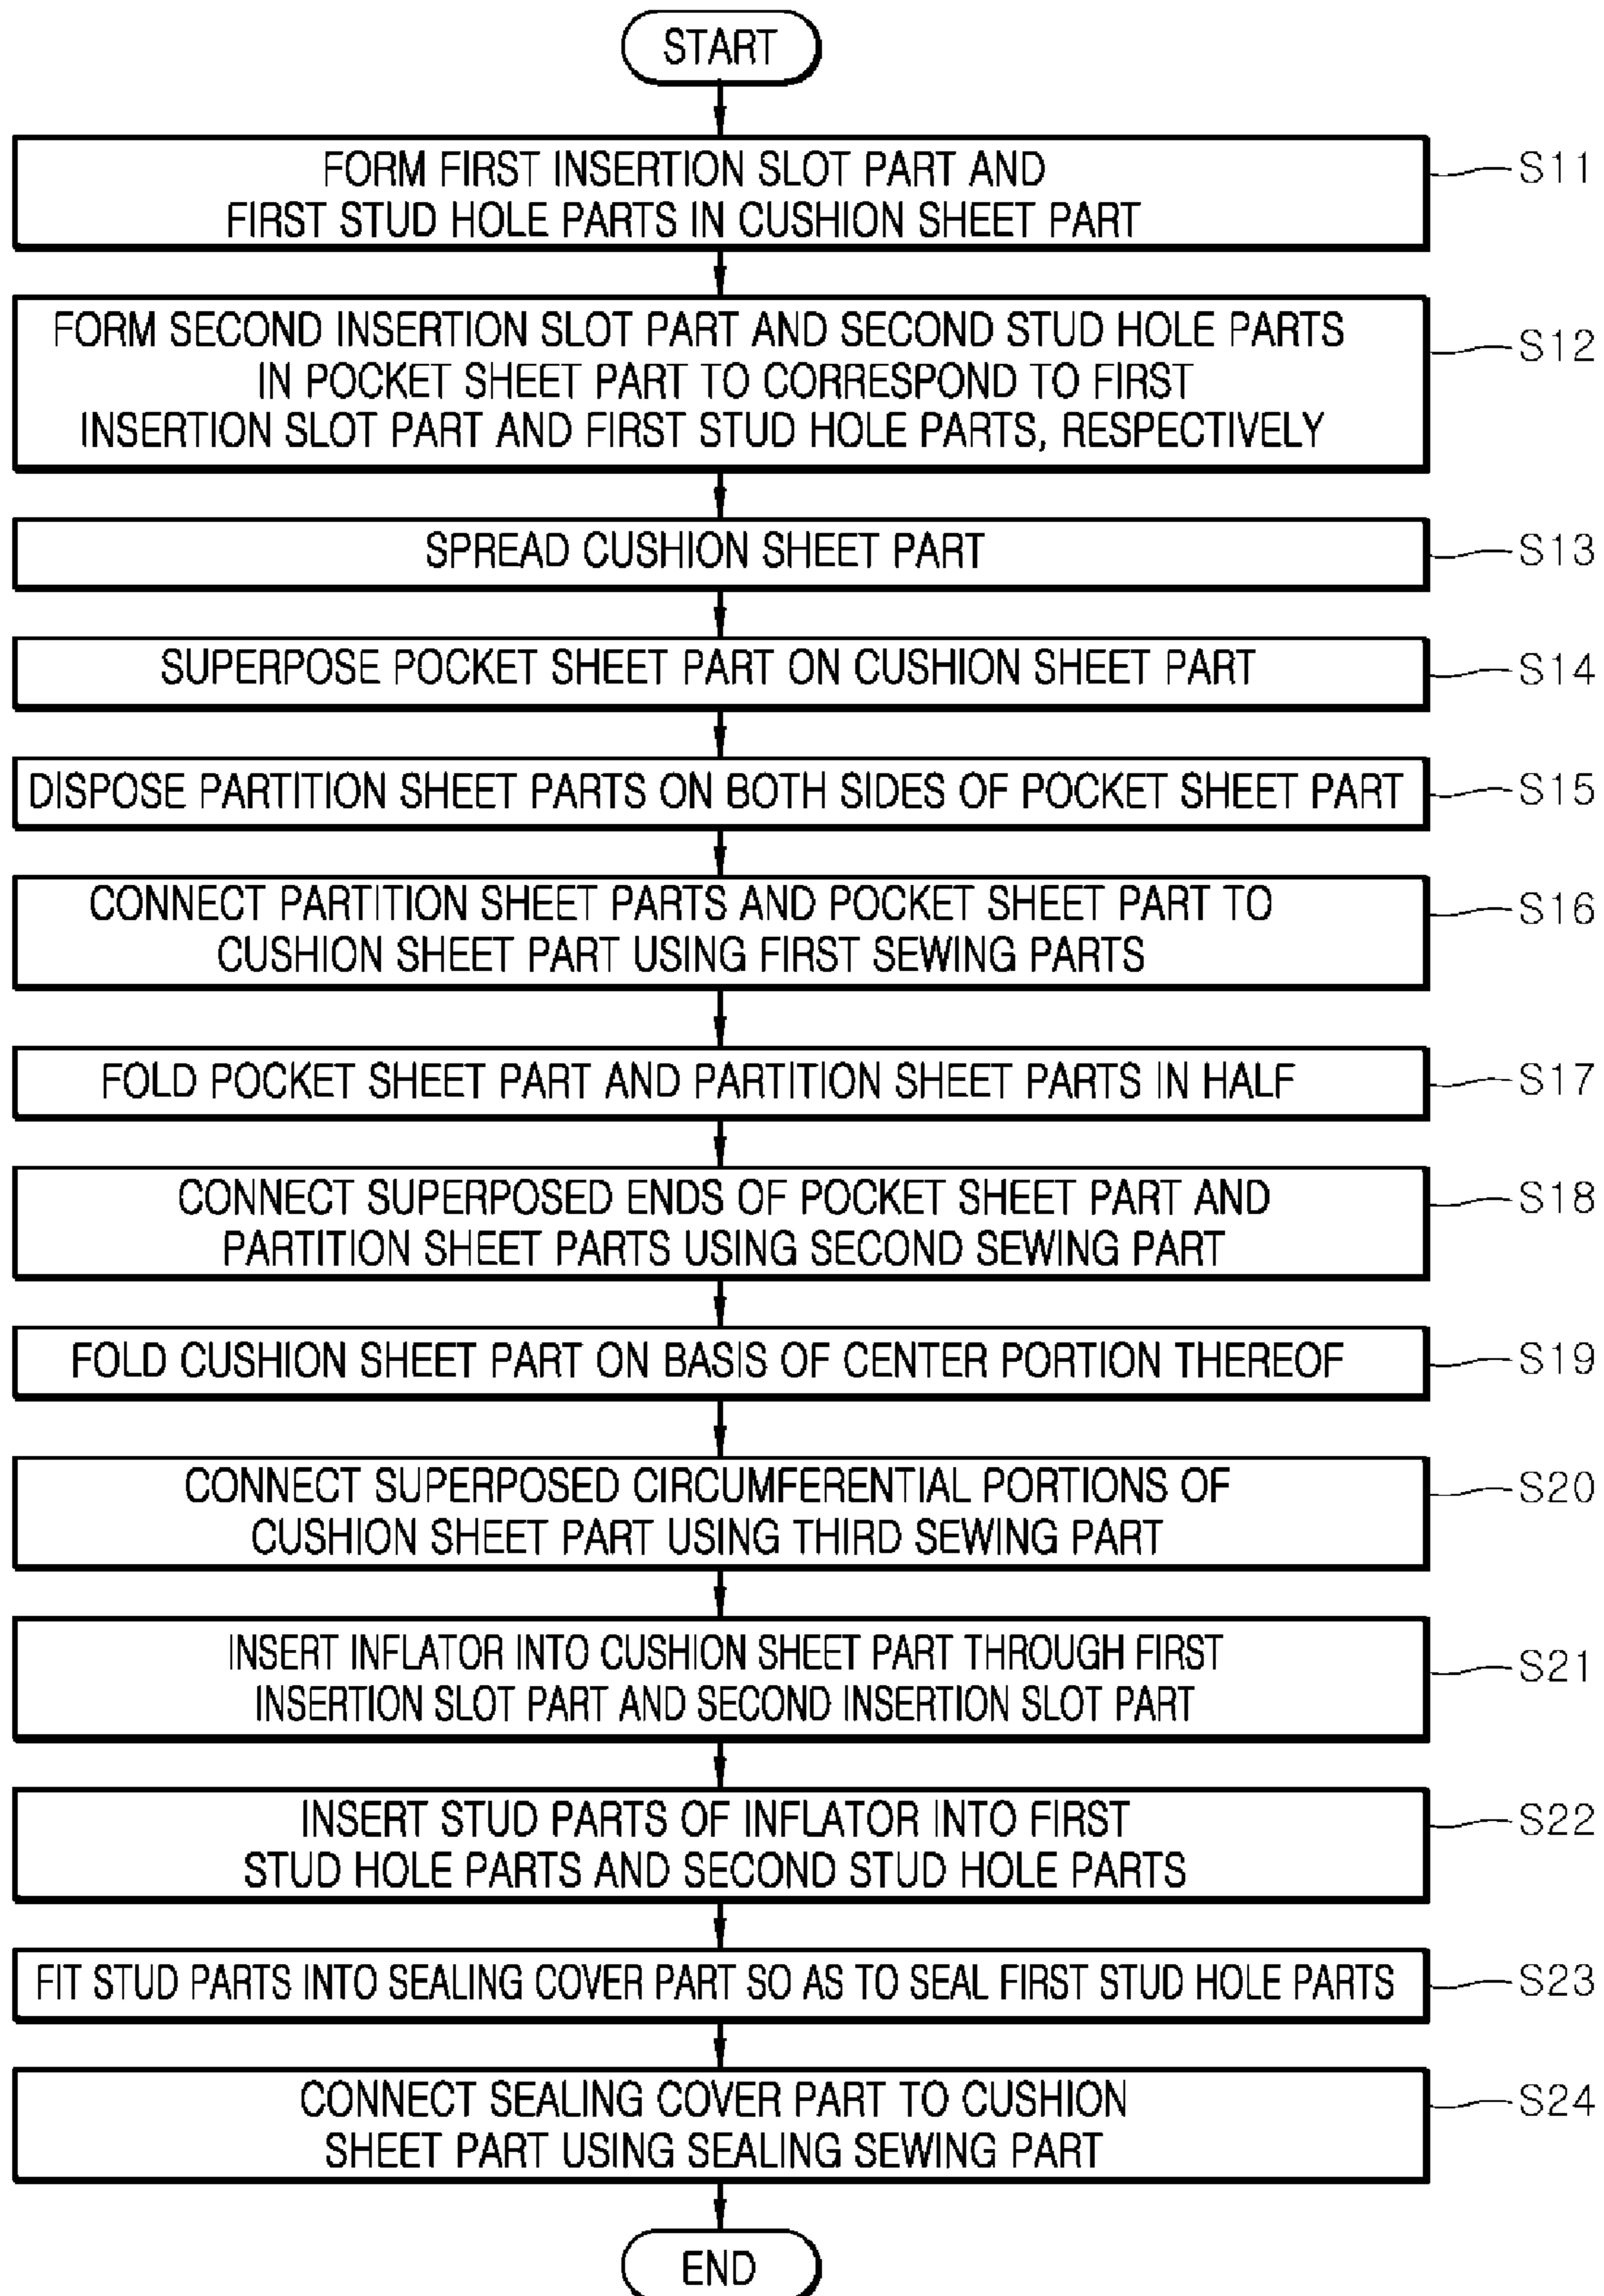 START
FORM FIRST INSERTION SLOT PART AND
FIRST STUD HOLE PARTS IN CUSHION SHEET PART
S11
FORM SECOND INSERTION SLOT PART AND SECOND STUD HOLE PARTS
IN POCKET SHEET PART TO CORRESPOND TO FIRST
INSERTION SLOT PART AND FIRST STUD HOLE PARTS, RESPECTIVELY
S12
SPREAD CUSHION SHEET PART
S13
SUPERPOSE POCKET SHEET PART ON CUSHION SHEET PART
S14
DISPOSE PARTITION SHEET PARTS ON BOTH SIDES OF POCKET SHEET PART
S15
CONNECT PARTITION SHEET PARTS AND POCKET SHEET PART TO
CUSHION SHEET PART USING FIRST SEWING PARTS
S16
FOLD POCKET SHEET PART AND PARTITION SHEET PARTS IN HALF
S17
CONNECT SUPERPOSED ENDS OF POCKET SHEET PART AND
PARTITION SHEET PARTS USING SECOND SEWING PART
S18
FOLD CUSHION SHEET PART ON BASIS OF CENTER PORTION THEREOF
S19
CONNECT SUPERPOSED CIRCUMFERENTIAL PORTIONS OF
CUSHION SHEET PART USING THIRD SEWING PART
S20
INSERT INFLATOR INTO CUSHION SHEET PART THROUGH FIRST
INSERTION SLOT PART AND SECOND INSERTION SLOT PART
S21
INSERT STUD PARTS OF INFLATOR INTO FIRST
STUD HOLE PARTS AND SECOND STUD HOLE PARTS
S22
FIT STUD PARTS INTO SEALING COVER PART SO AS TO SEAL FIRST STUD HOLE PARTS
S23
CONNECT SEALING COVER PART TO CUSHION
SHEET PART USING SEALING SEWING PART
S24
END